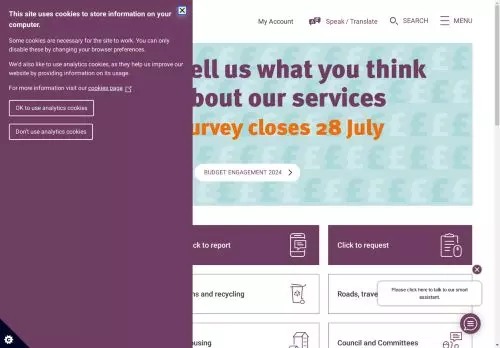 This site uses cookies to store information on your
computer.
Some cookies are necessary for the site to work. You can only
disable these by changing your browser preferences.
We'd also like to use analytics cookies, as they help us improve our
website by providing information on its usage.
For more information visit our cookies page
OK to use analytics cookies
Don't use analytics cookies
My Account
Speak / Translate
SEARCH
MENU
ell us what you think
bout our services
urvey closes 28 July
BUDGET ENGAGEMENT 2024
ck to report
Click to request
ns and recycling
Roads, trave
Please click here to talk to our smart
assistant.
using
Council and Committees